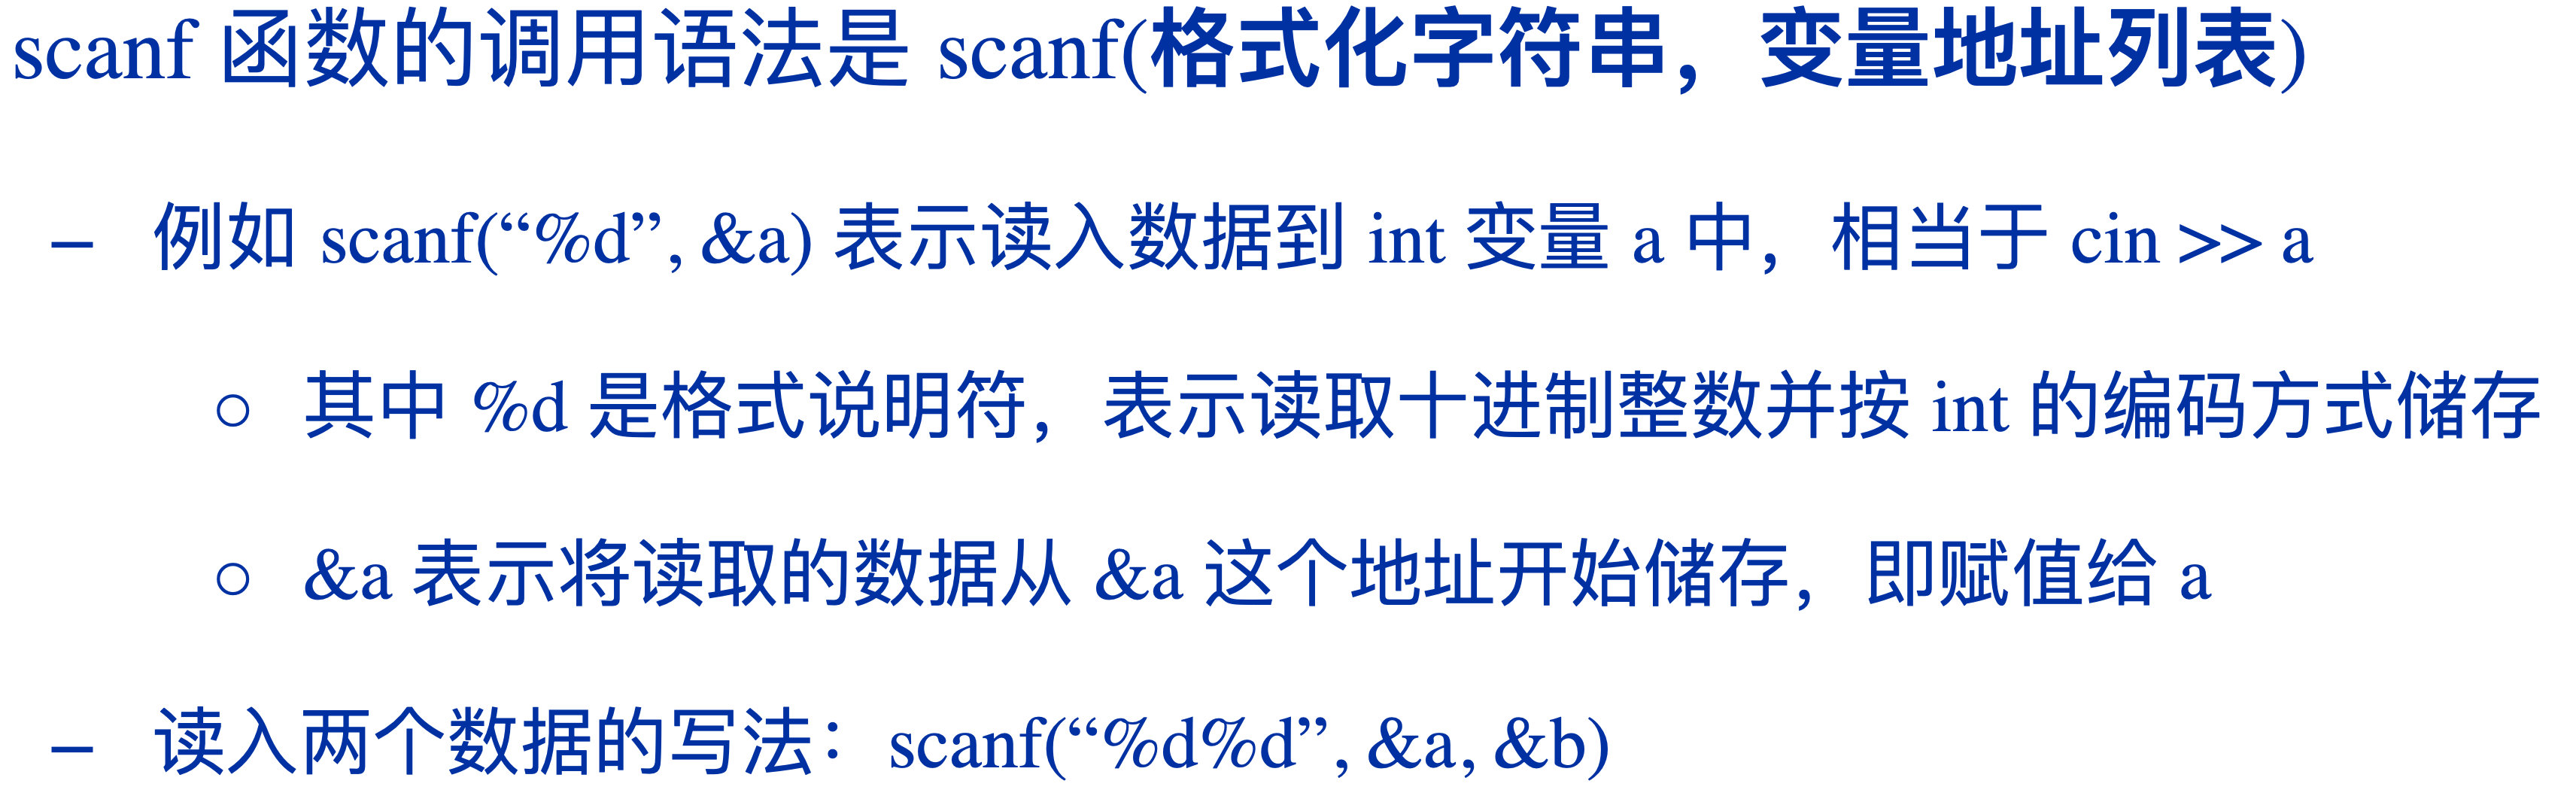 scanf 函数的调用语法是 scanf(格式化字符串，变量地址列表)
– 例如 scanf(“%d”, &a) 表示读入数据到 int 变量 a 中，相当于 cin >> a
○ 其中 %d 是格式说明符，表示读取十进制整数并按 int 的编码方式储存
○ &a 表示将读取的数据从 &a 这个地址开始储存，即赋值给 a
– 读入两个数据的写法：scanf(“%d%d”, &a, &b)